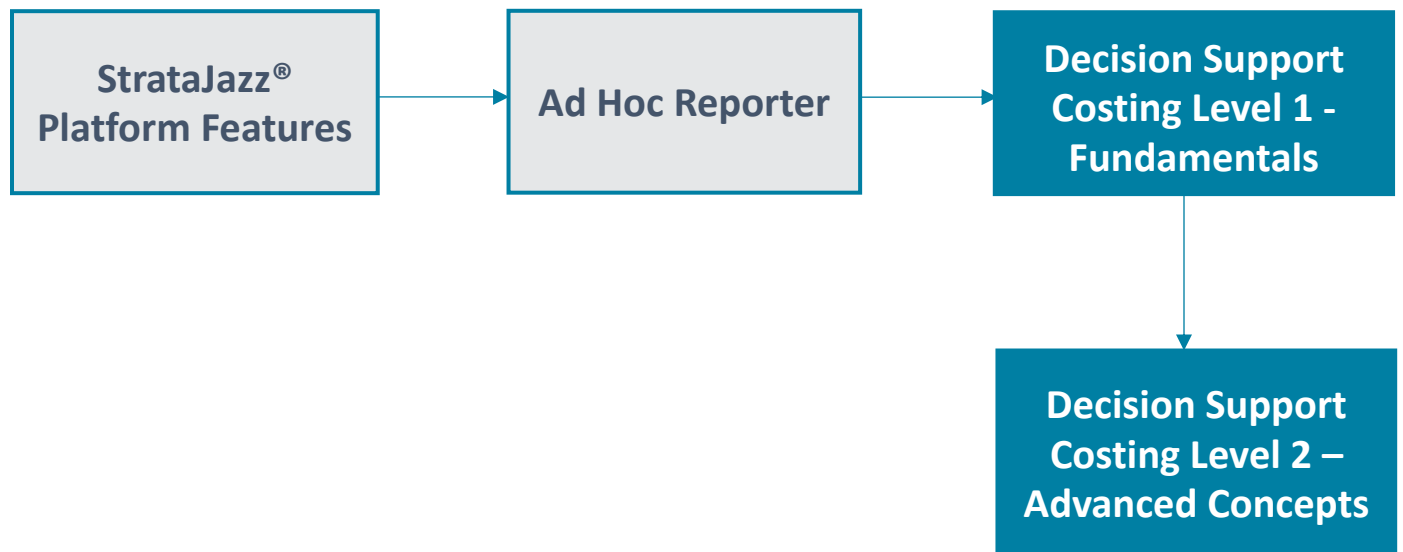 StrataJazz®
Platform Features
Ad Hoc Reporter
Decision Support
Costing Level 1 -
Fundamentals
Decision Support
Costing Level 2 –
Advanced Concepts